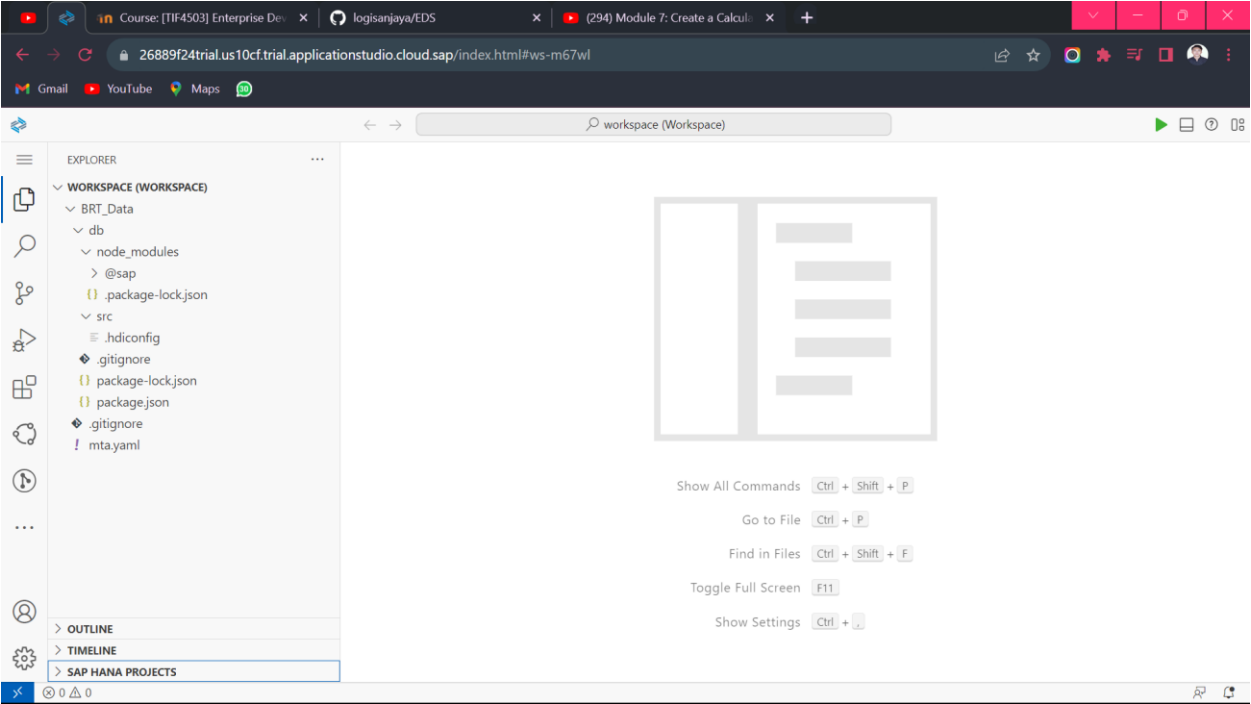 Course: [TIF4503] Enterprise Dev
logisanjaya/EDS
(294) Module 7: Create a Calcula
26889f24trial.us10cf.trial.applicationstudio.cloud.sap/index.html#ws-m67wl
Gmail
YouTube
Maps
30
workspace (Workspace)
EXPLORER
WORKSPACE (WORKSPACE)
BRT_Data
db
node_modules
@sap
{} .package-lock.json
src
.hdiconfig
.gitignore
{} package-lock.json
{} package.json
.gitignore
! mta.yaml
OUTLINE
TIMELINE
SAP HANA PROJECTS
Show All Commands Ctrl + Shift + P
Go to File Ctrl + P
Find in Files Ctrl + Shift + F
Toggle Full Screen F11
Show Settings Ctrl + ,
0 0